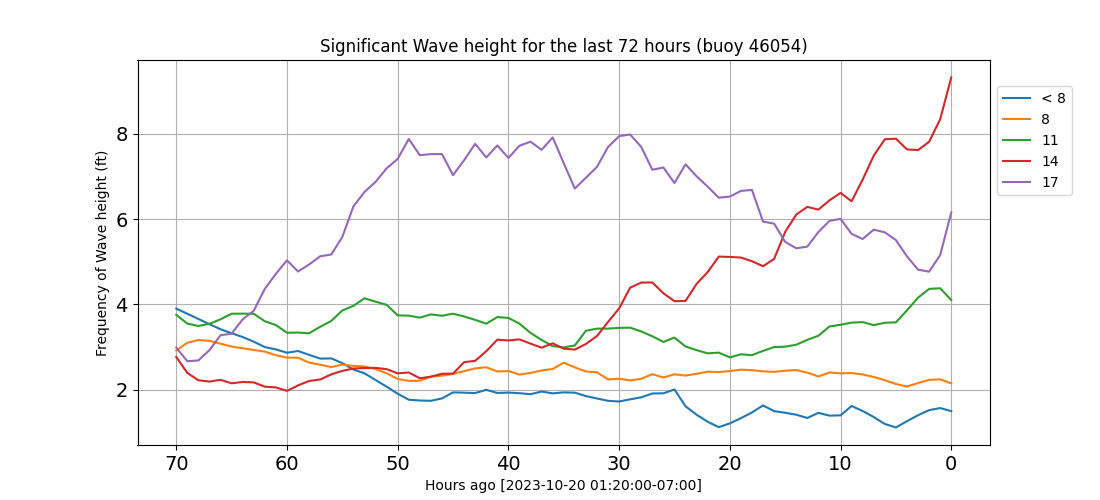 Significant Wave height for the last 72 hours (buoy 46054)
Frequency of Wave height (ft)
8
6
4
2
70 60 50 40 30 20 10 0
Hours ago [2023-10-20 01:20:00-07:00]
< 8
8
11
14
17